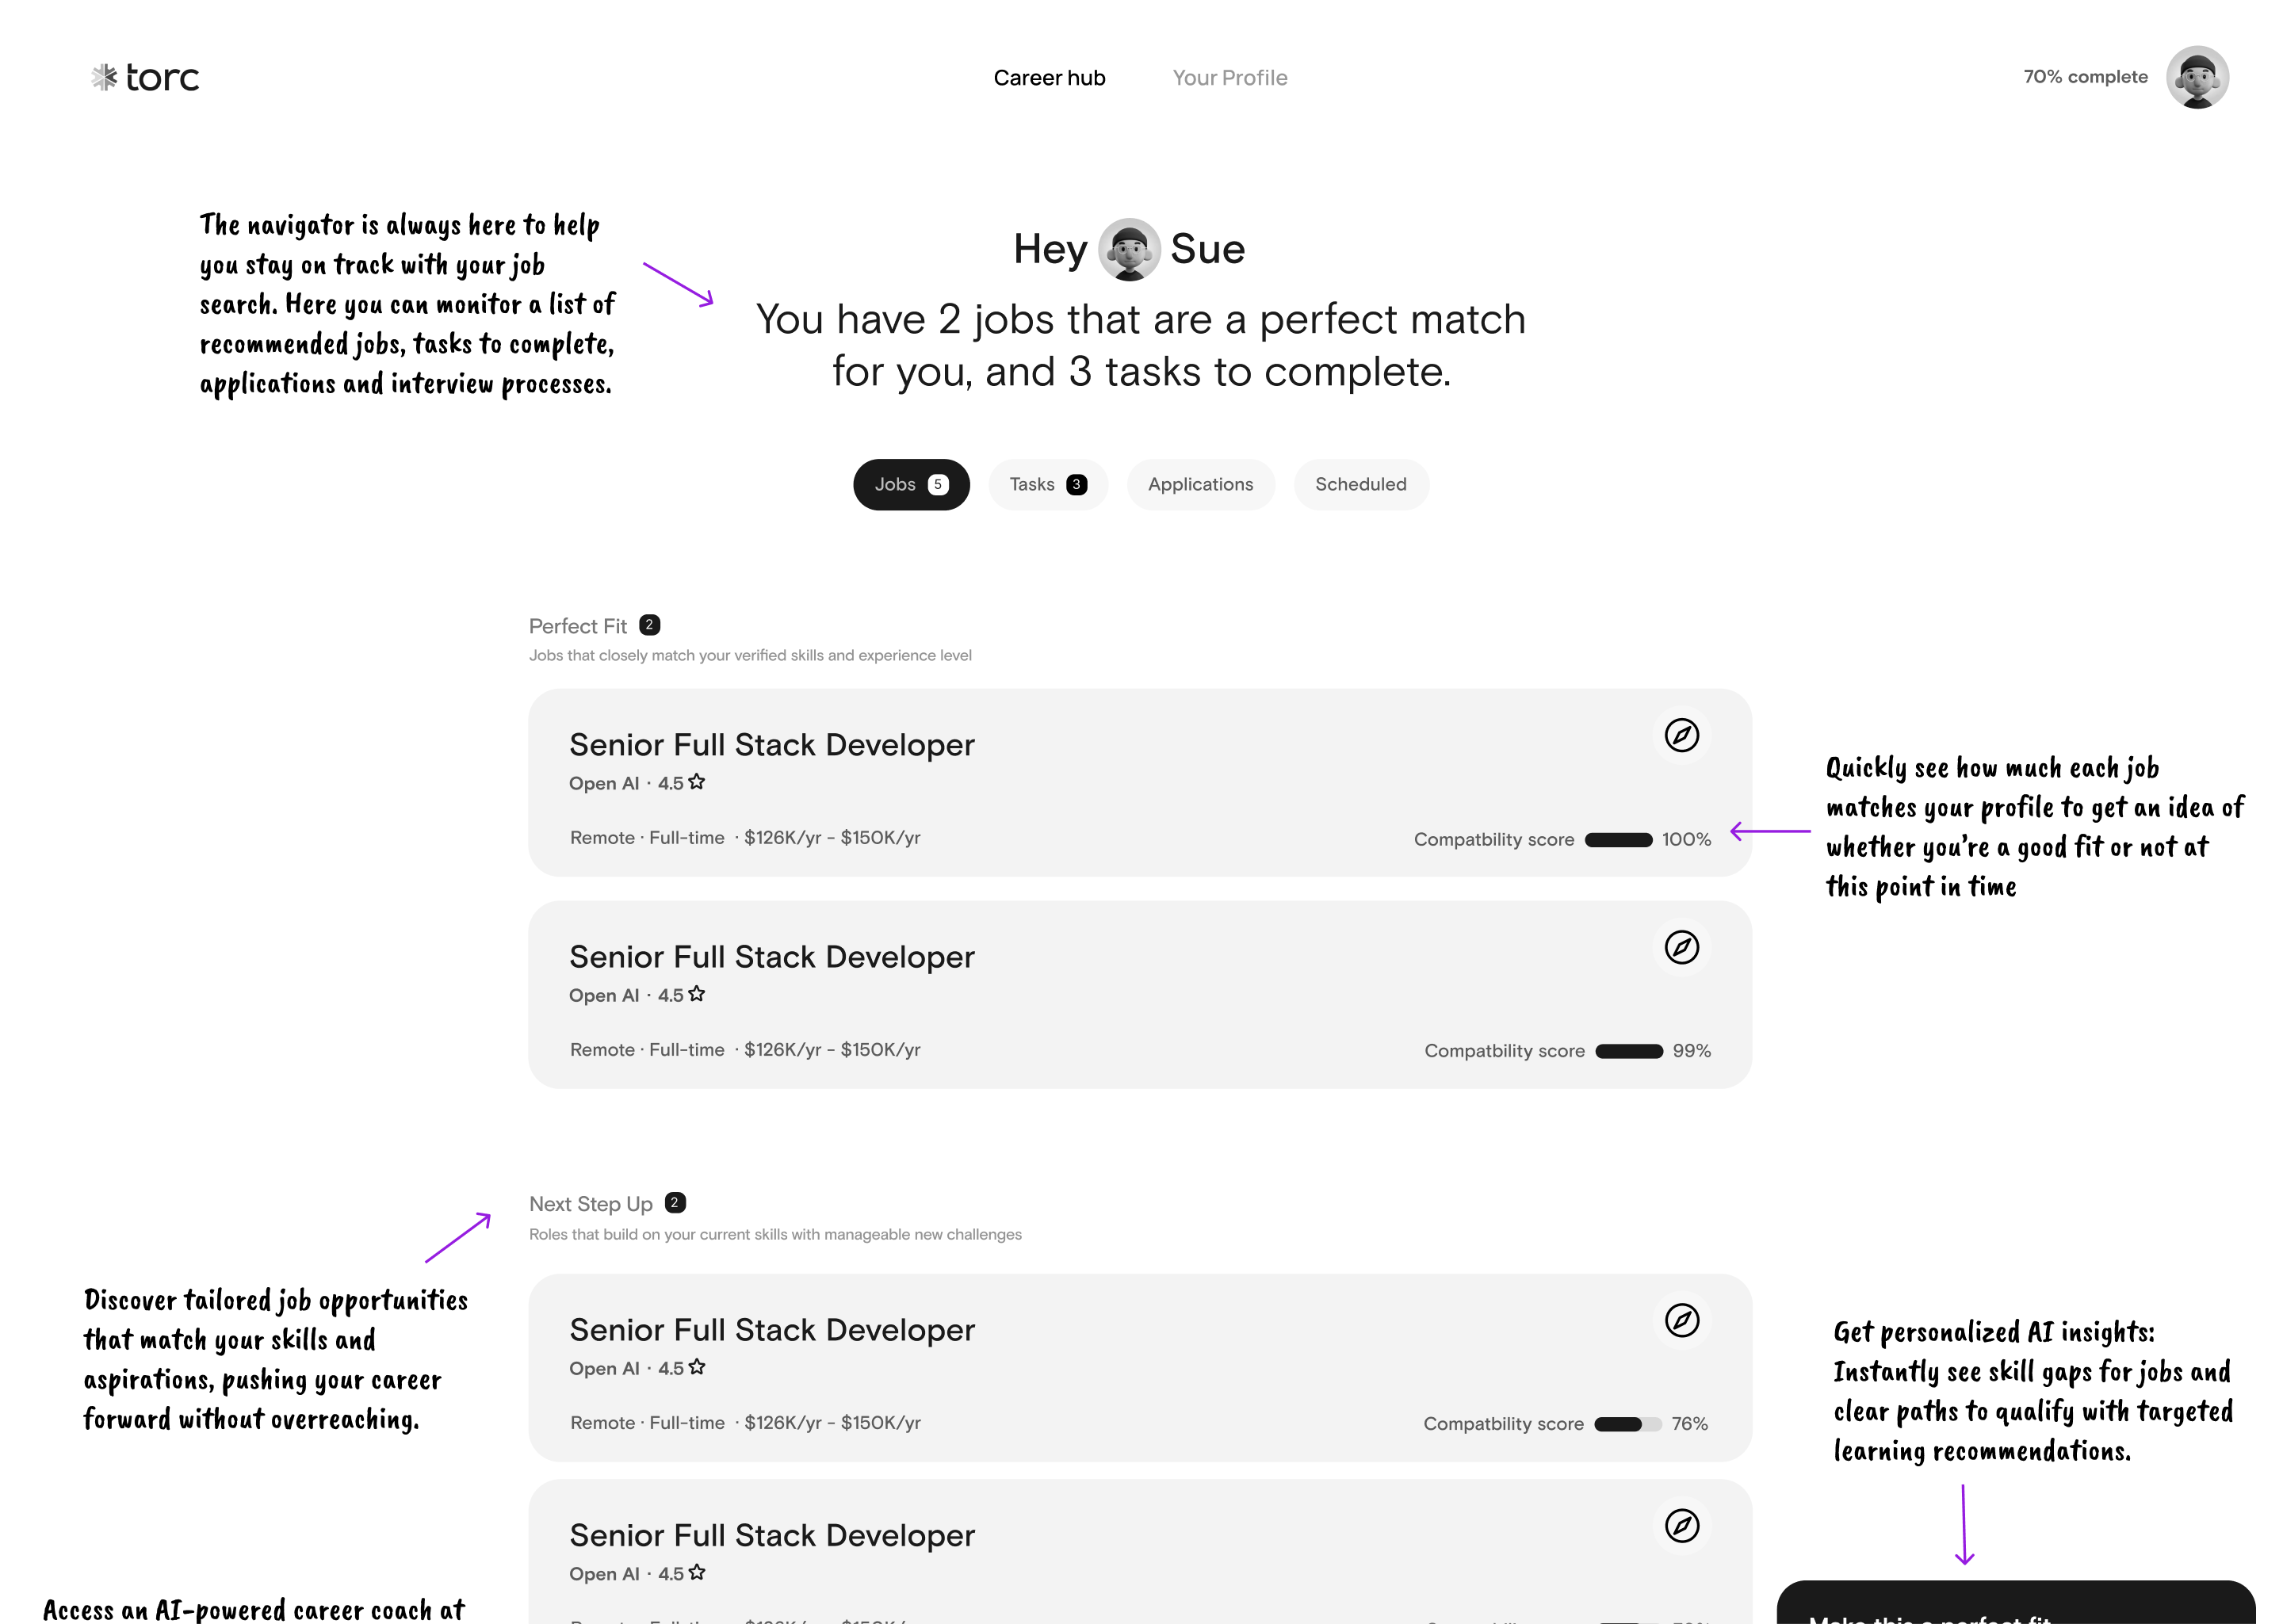 torc
Career hub
Your Profile
70% complete
The navigator is always here to help
you stay on track with your job
search. Here you can monitor a list of
recommended jobs, tasks to complete,
applications and interview processes.
Hey Sue
You have 2 jobs that are a perfect match
for you, and 3 tasks to complete.
Jobs 5
Tasks 3
Applications
Scheduled
Perfect Fit 2
Jobs that closely match your verified skills and experience level
Senior Full Stack Developer
Open AI · 4.5
Remote · Full-time · $126K/yr - $150K/yr
Compatbility score 100%
Quickly see how much each job
matches your profile to get an idea of
whether you're a good fit or not at
this point in time
Senior Full Stack Developer
Open AI · 4.5
Remote · Full-time · $126K/yr - $150K/yr
Compatbility score 99%
Next Step Up 2
Roles that build on your current skills with manageable new challenges
Discover tailored job opportunities
that match your skills and
aspirations, pushing your career
forward without overreaching.
Senior Full Stack Developer
Open AI · 4.5
Remote · Full-time · $126K/yr - $150K/yr
Compatbility score 76%
Get personalized AI insights:
Instantly see skill gaps for jobs and
clear paths to qualify with targeted
learning recommendations.
Senior Full Stack Developer
Open AI · 4.5
Access an AI-powered career coach at
Make this a perfect fit